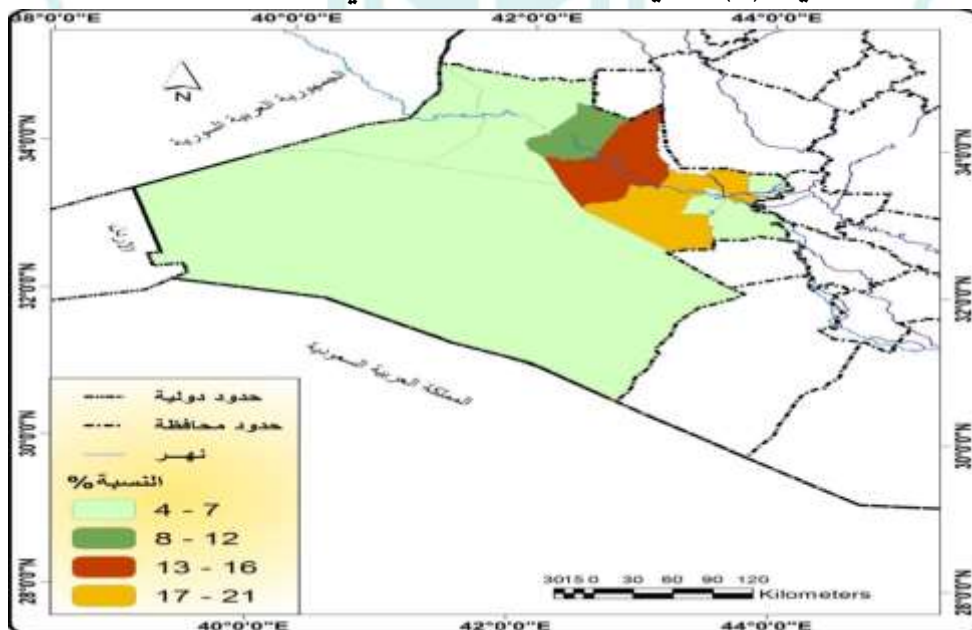 38°0'0"E 40°0'0"E 42°0'0"E 44°0'0"E
34°0'0"N
34°0'0"N
32°0'0"N
32°0'0"N
30°0'0"N
30°0'0"N
28°0'0"N
28°0'0"N
N
الجمهورية العربية السورية
الاردن
المملكة العربية السعودية
حدود دولية
حدود محافظة
نهر
النسبة %
4 - 7
8 - 12
13 - 16
17 - 21
30 15 0 30 60 90 120
Kilometers
40°0'0"E 42°0'0"E 44°0'0"E